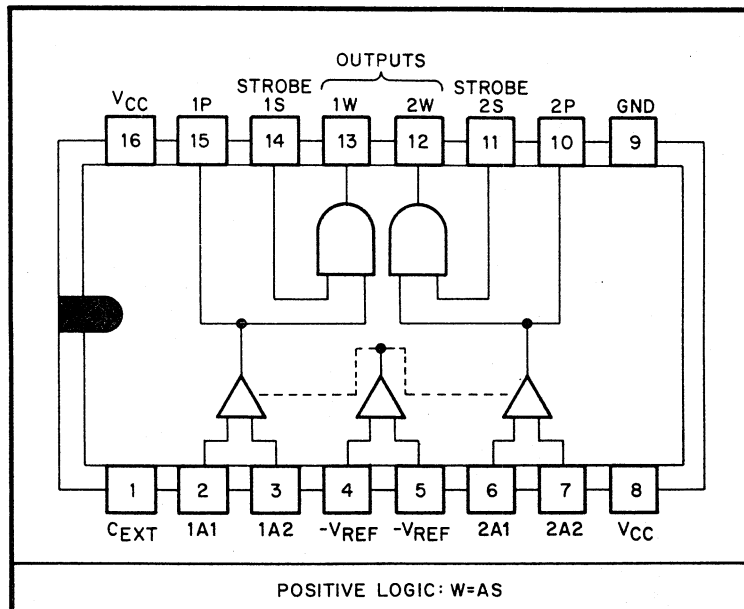 OUTPUTS
STROBE STROBE
VCC 1P 1S 1W 2W 2S 2P GND
16 15 14 13 12 11 10 9
1 2 3 4 5 6 7 8
CEXT 1A1 1A2 -VREF -VREF 2A1 2A2 VCC
POSITIVE LOGIC: W=AS